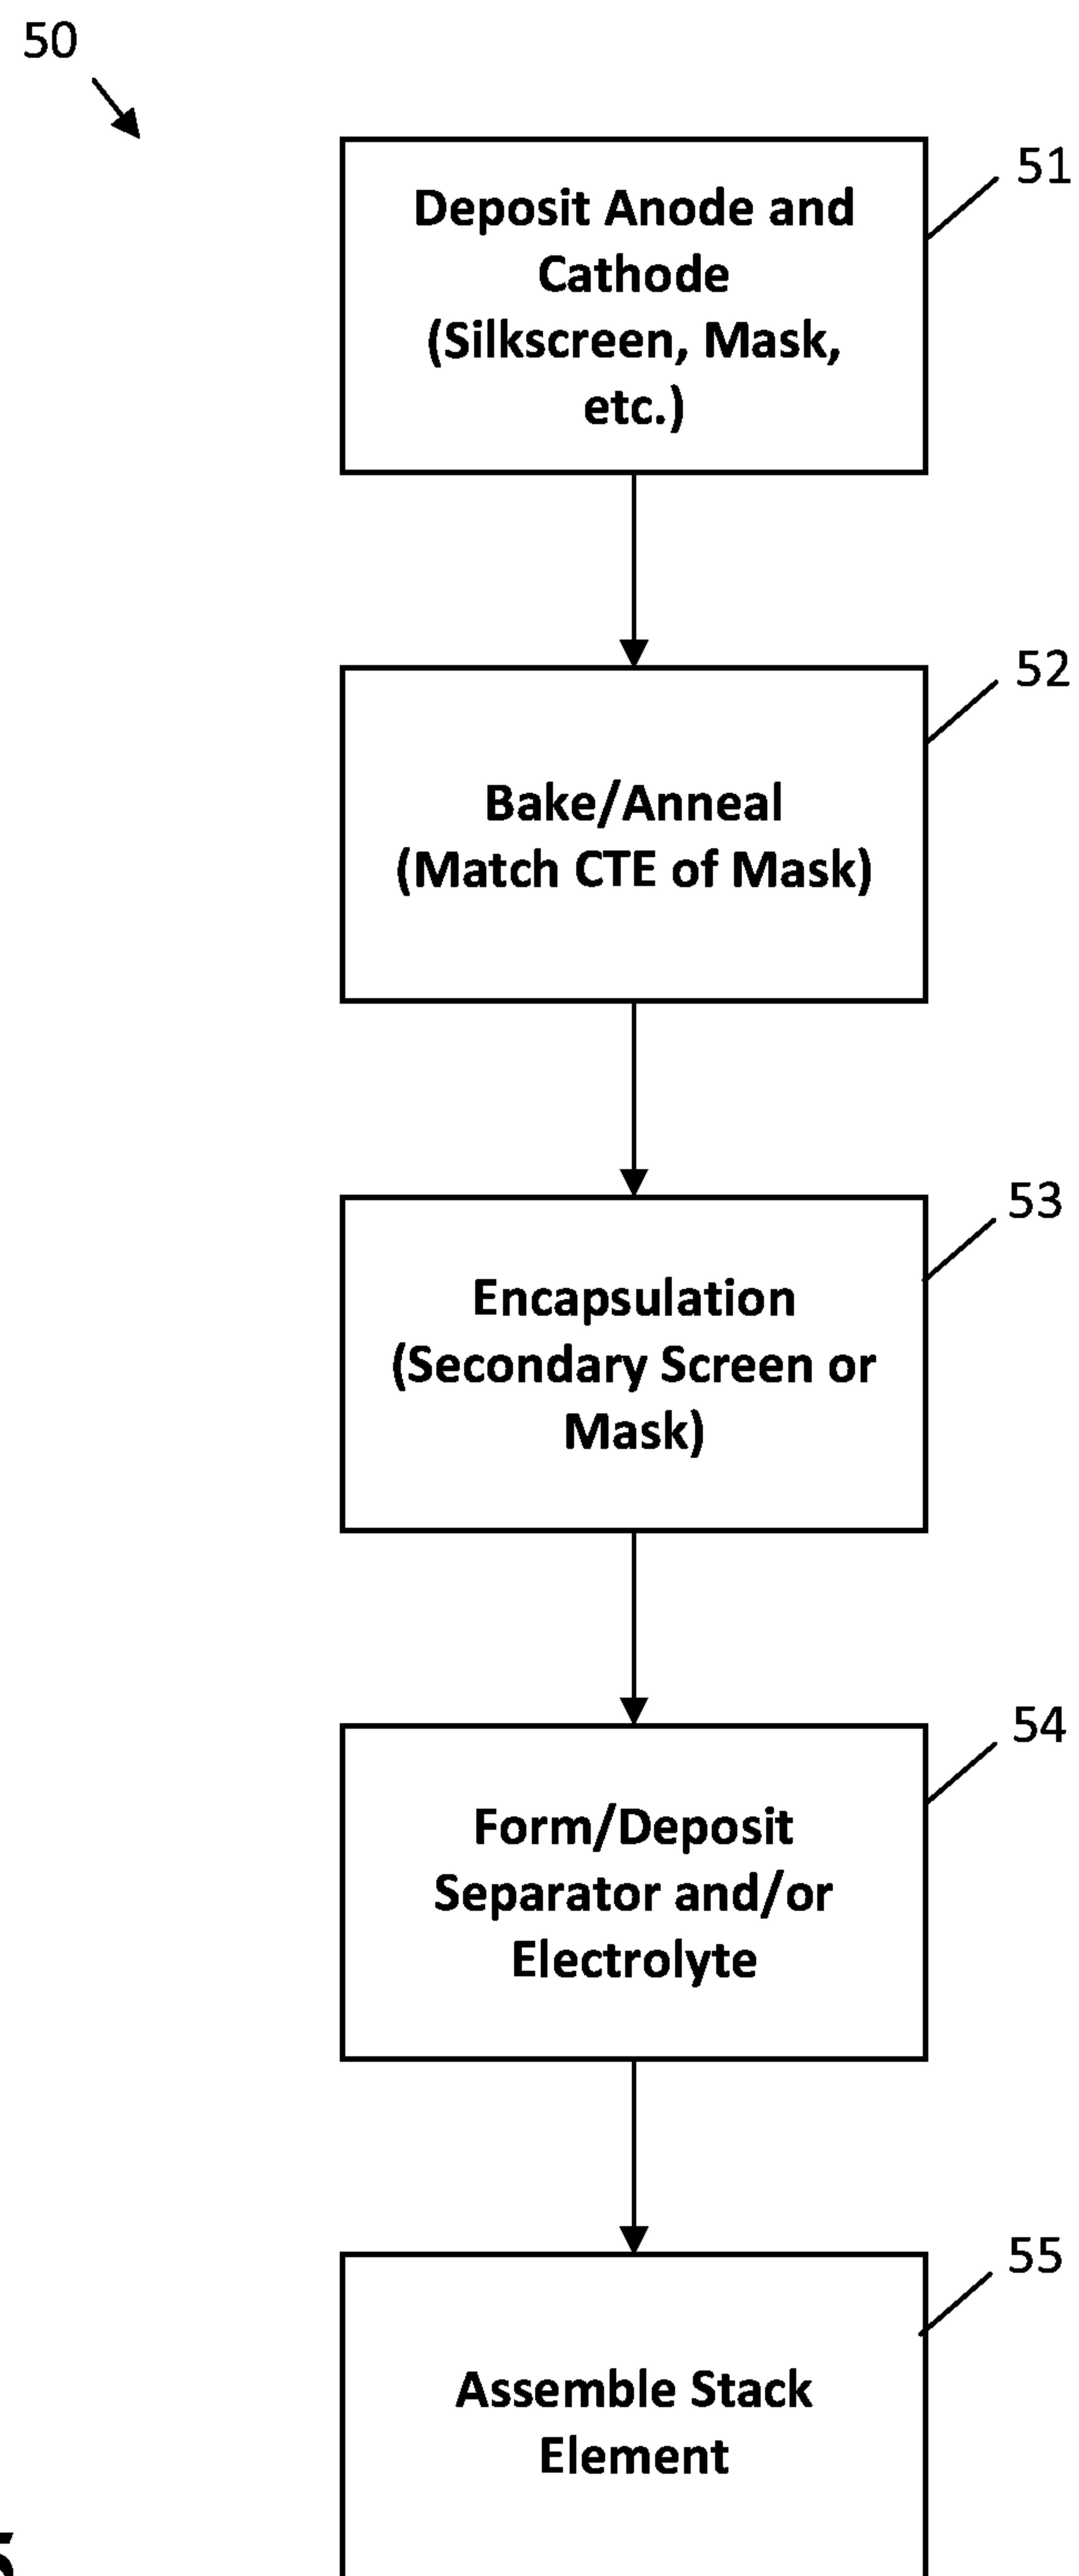 50
51
Deposit Anode and
Cathode
(Silkscreen, Mask,
etc.)
52
Bake/Anneal
(Match CTE of Mask)
53
Encapsulation
(Secondary Screen or
Mask)
54
Form/Deposit
Separator and/or
Electrolyte
55
Assemble Stack
Element